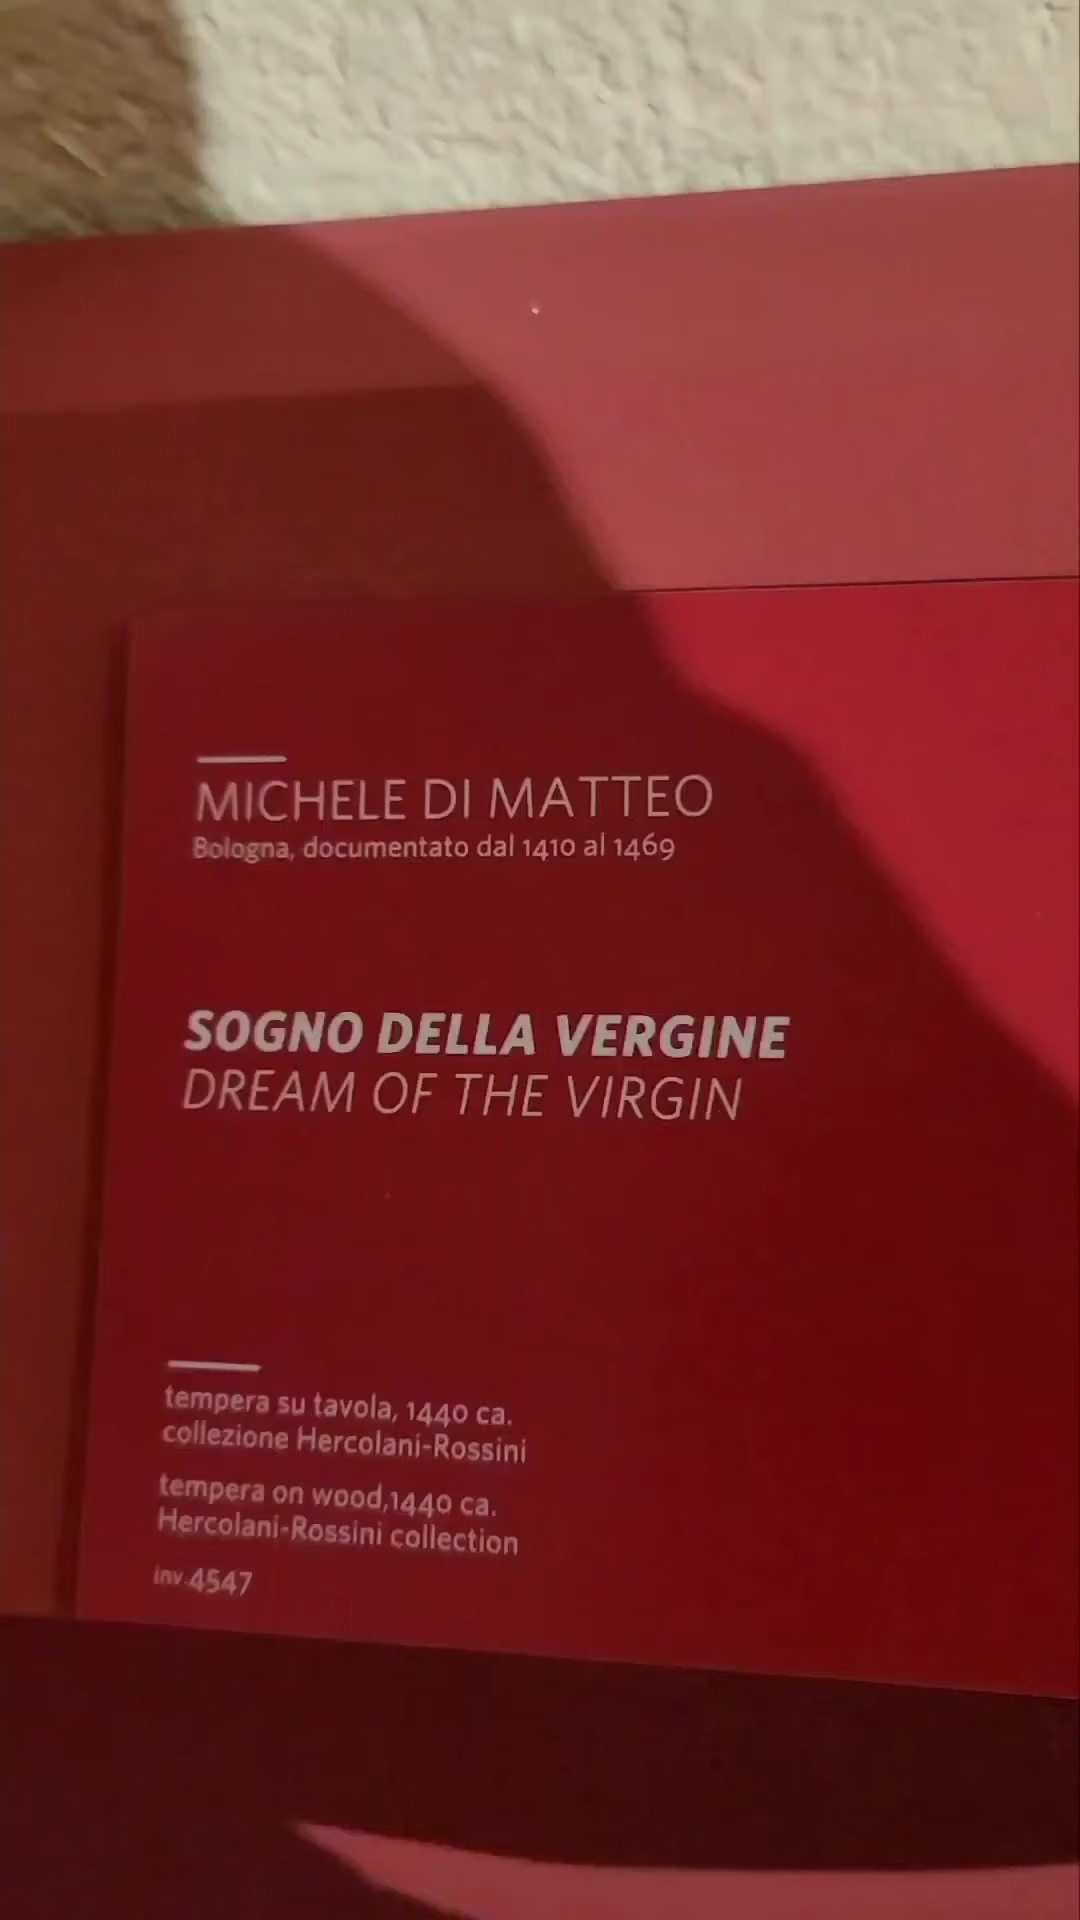 MICHELE DI MATTEO
Bologna, documentato dal 1410 al 1469
SOGNO DELLA VERGINE
DREAM OF THE VIRGIN
tempera su tavola, 1440 ca.
collezione Hercolani-Rossini
tempera on wood,1440 ca.
Hercolani-Rossini collection
inv.4547